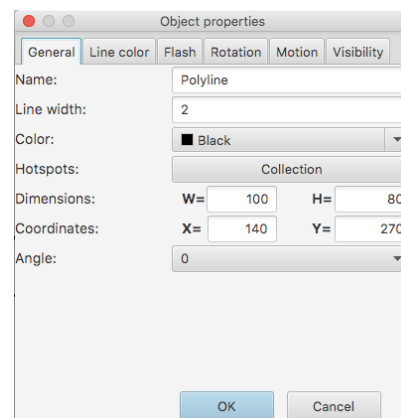 Object properties
General Line color Flash Rotation Motion Visibility
Name: Polyline
Line width: 2
Color: Black
Hotspots: Collection
Dimensions: W= 100 H= 80
Coordinates: X= 140 Y= 270
Angle: 0
OK Cancel